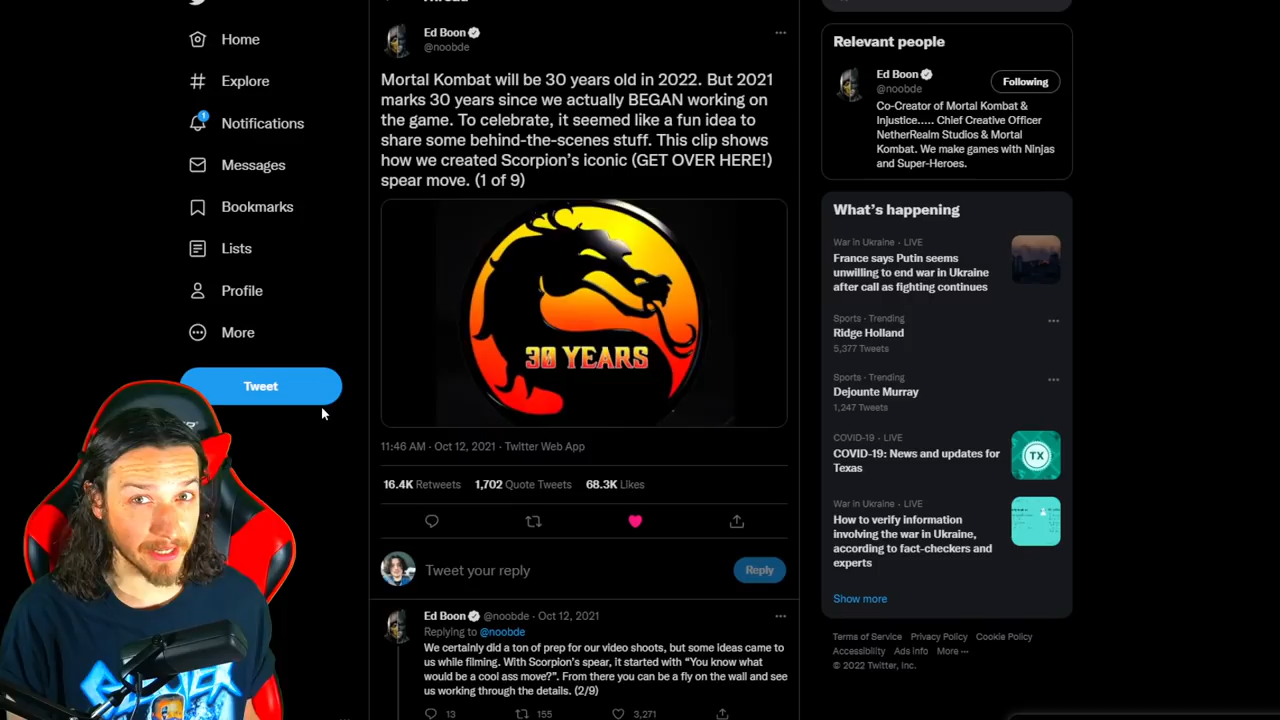 Home
Explore
1
Notifications
Messages
Bookmarks
Lists
Profile
More
Tweet
Ed Boon
@noobde
Mortal Kombat will be 30 years old in 2022. But 2021
marks 30 years since we actually BEGAN working on
the game. To celebrate, it seemed like a fun idea to
share some behind-the-scenes stuff. This clip shows
how we created Scorpion's iconic (GET OVER HERE!)
spear move. (1 of 9)
30 YEARS
11:46 AM · Oct 12, 2021 · Twitter Web App
16.4K Retweets 1,702 Quote Tweets 68.3K Likes
Tweet your reply
Reply
Ed Boon @noobde · Oct 12, 2021
Replying to @noobde
We certainly did a ton of prep for our video shoots, but some ideas came to
us while filming. With Scorpion's spear, it started with “You know what
would be a cool ass move?”. From there you can be a fly on the wall and see
us working through the details. (2/9)
13 155 3,271
Relevant people
Ed Boon
@noobde
Following
Co-Creator of Mortal Kombat &
Injustice..... Chief Creative Officer
NetherRealm Studios & Mortal
Kombat. We make games with Ninjas
and Super-Heroes.
What's happening
War in Ukraine · LIVE
France says Putin seems
unwilling to end war in Ukraine
after call as fighting continues
Sports · Trending
Ridge Holland
5,377 Tweets
Sports · Trending
Dejounte Murray
1,247 Tweets
COVID-19 · LIVE
COVID-19: News and updates for
Texas
TX
War in Ukraine · LIVE
How to verify information
involving the war in Ukraine,
according to fact-checkers and
experts
Show more
Terms of Service Privacy Policy Cookie Policy
Accessibility Ads info More ···
© 2022 Twitter, Inc.